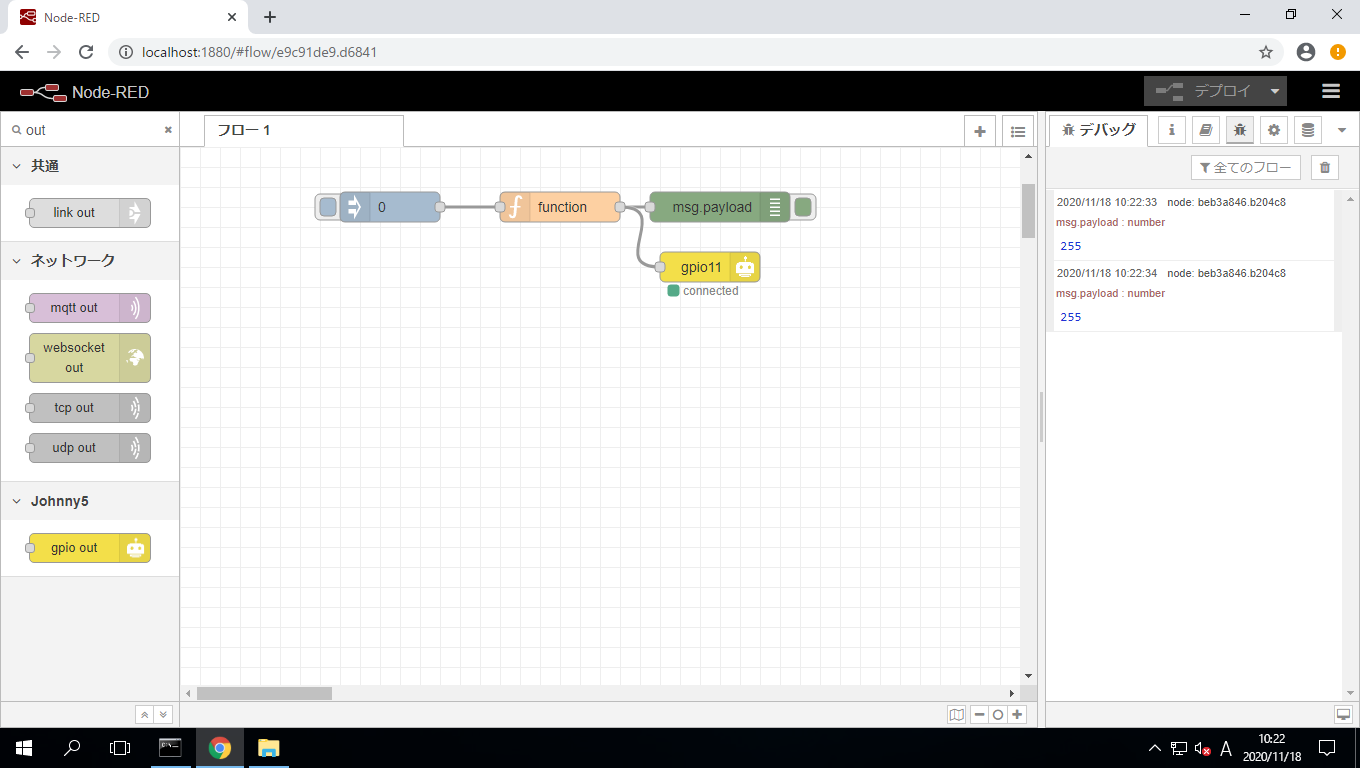 Node-RED
localhost:1880/#flow/e9c91de9.d6841
Node-RED
デプロイ
out
フロー 1
デバッグ
共通
全てのフロー
link out
ネットワーク
mqtt out
websocket
out
tcp out
udp out
Johnny5
gpio out
0
function
msg.payload
gpio11
connected
2020/11/18 10:22:33 node: beb3a846.b204c8
msg.payload : number
255
2020/11/18 10:22:34 node: beb3a846.b204c8
msg.payload : number
255
A
10:22
2020/11/18